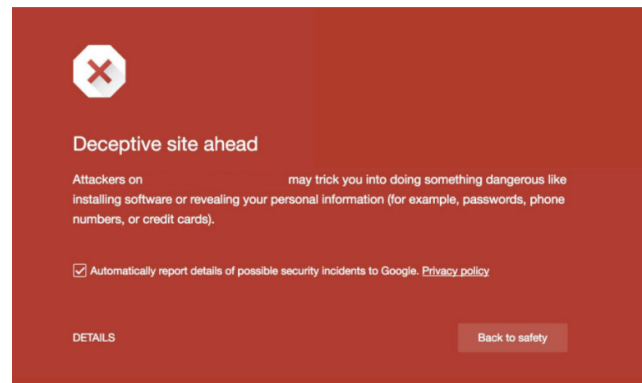 Deceptive site ahead
Attackers on may trick you into doing something dangerous like
installing software or revealing your personal information (for example, passwords, phone
numbers, or credit cards).
Automatically report details of possible security incidents to Google. Privacy policy
DETAILS
Back to safety